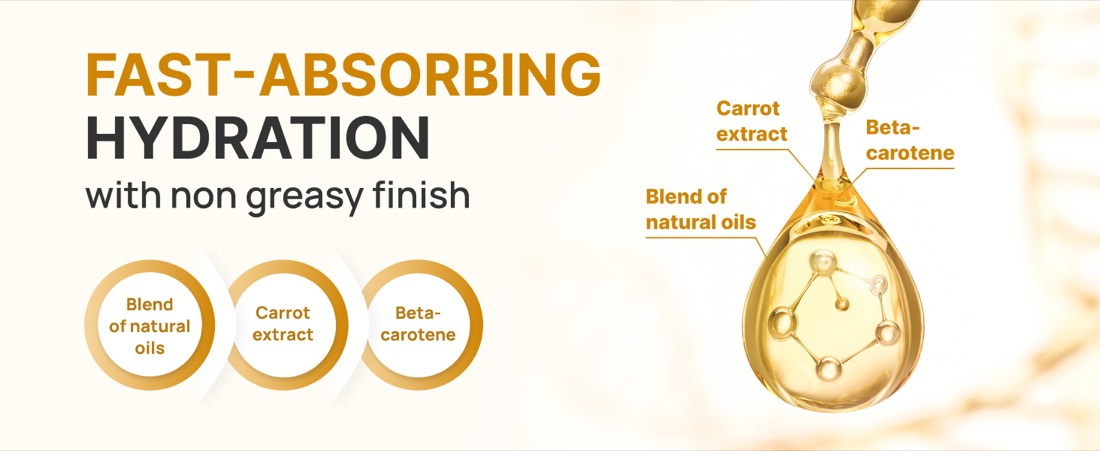 FAST-ABSORBING
HYDRATION
with non greasy finish
Blend
of natural
oils
Carrot
extract
Beta-
carotene
Carrot
extract
Beta-
carotene
Blend of
natural oils